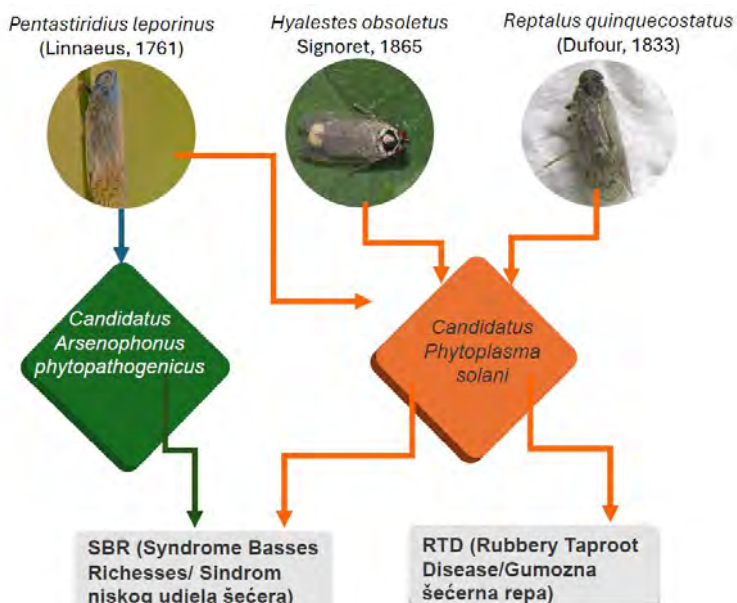 Pentastiridius leporinus
(Linnaeus, 1761)
Hyalestes obsoletus
Signoret, 1865
Reptalus quinquecostatus
(Dufour, 1833)
Candidatus
Arsenophonus
phytopathogenicus
Candidatus
Phytoplasma
solani
SBR (Syndrome Basses
Richesses/ Sindrom
niskog udjela šećera)
RTD (Rubbery Taproot
Disease/Gumozna
šećerna repa)